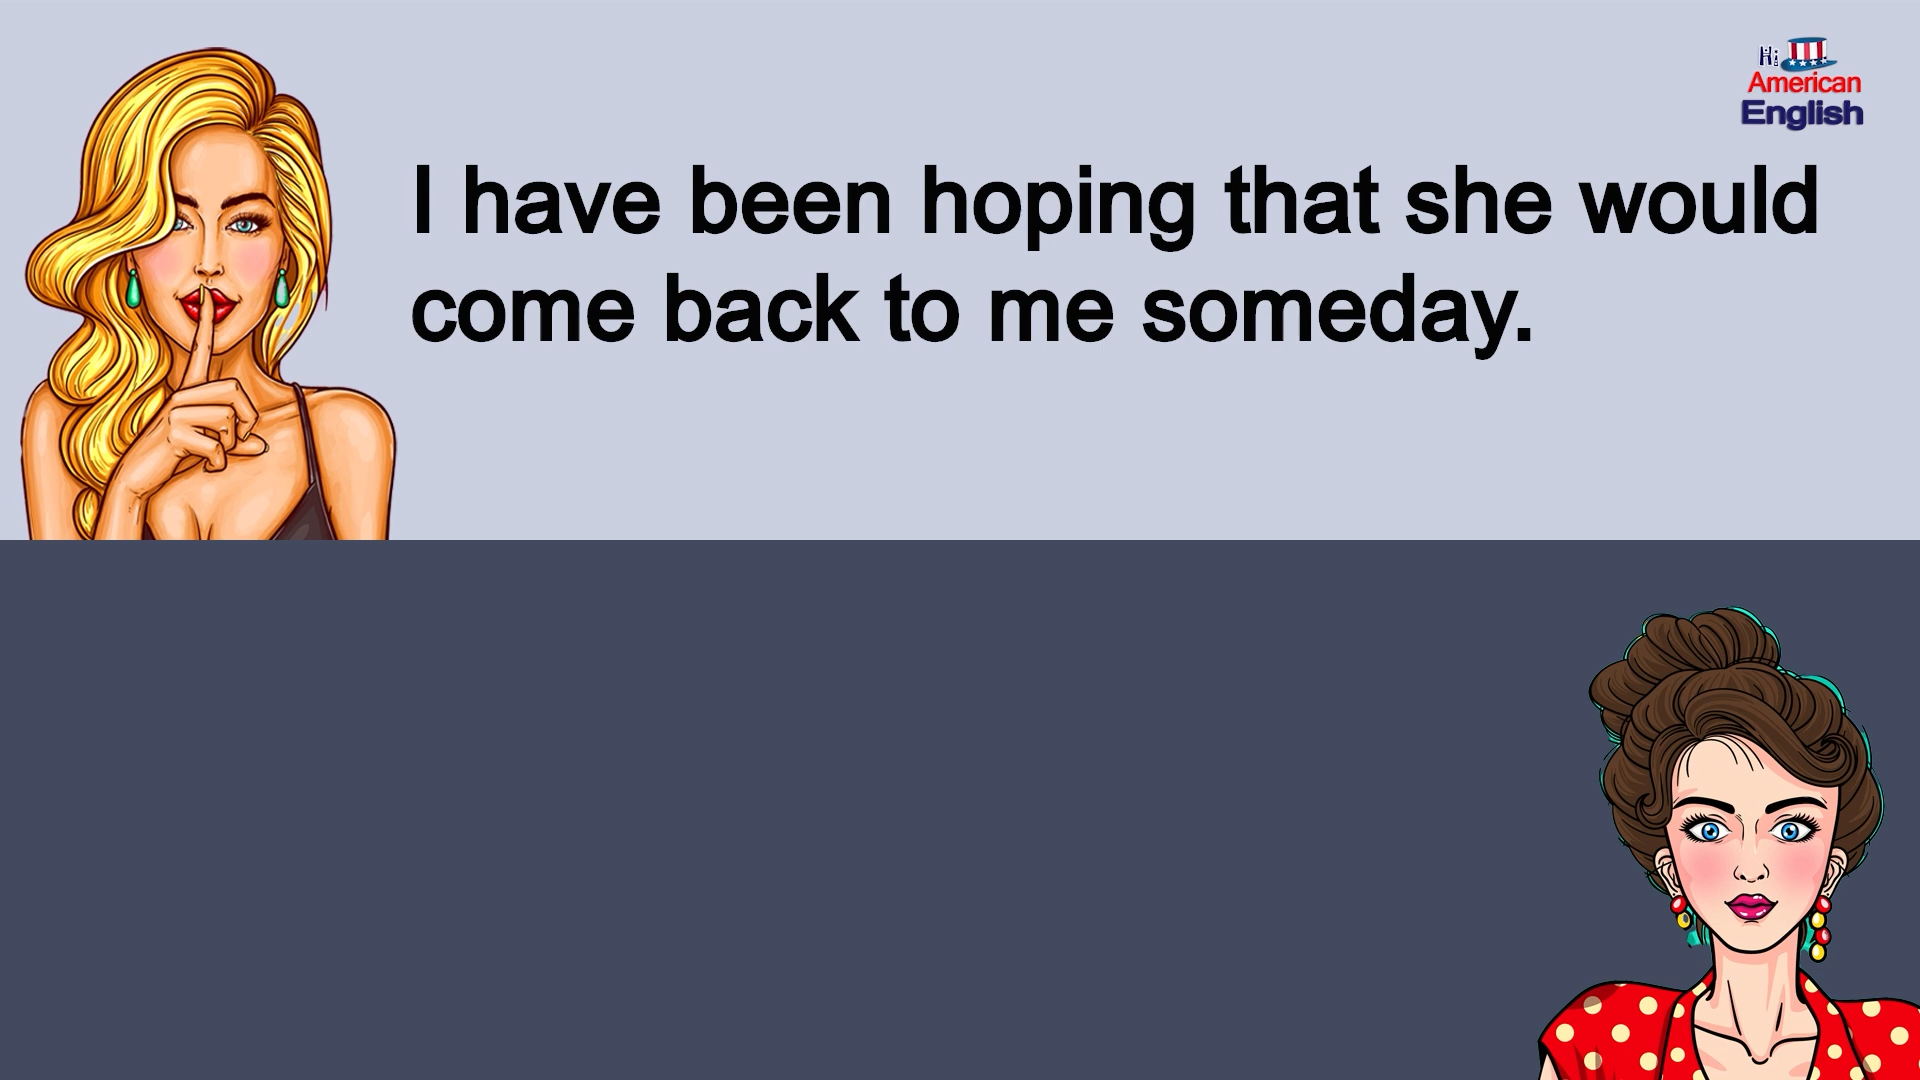 Hi
American
English
I have been hoping that she would
come back to me someday.